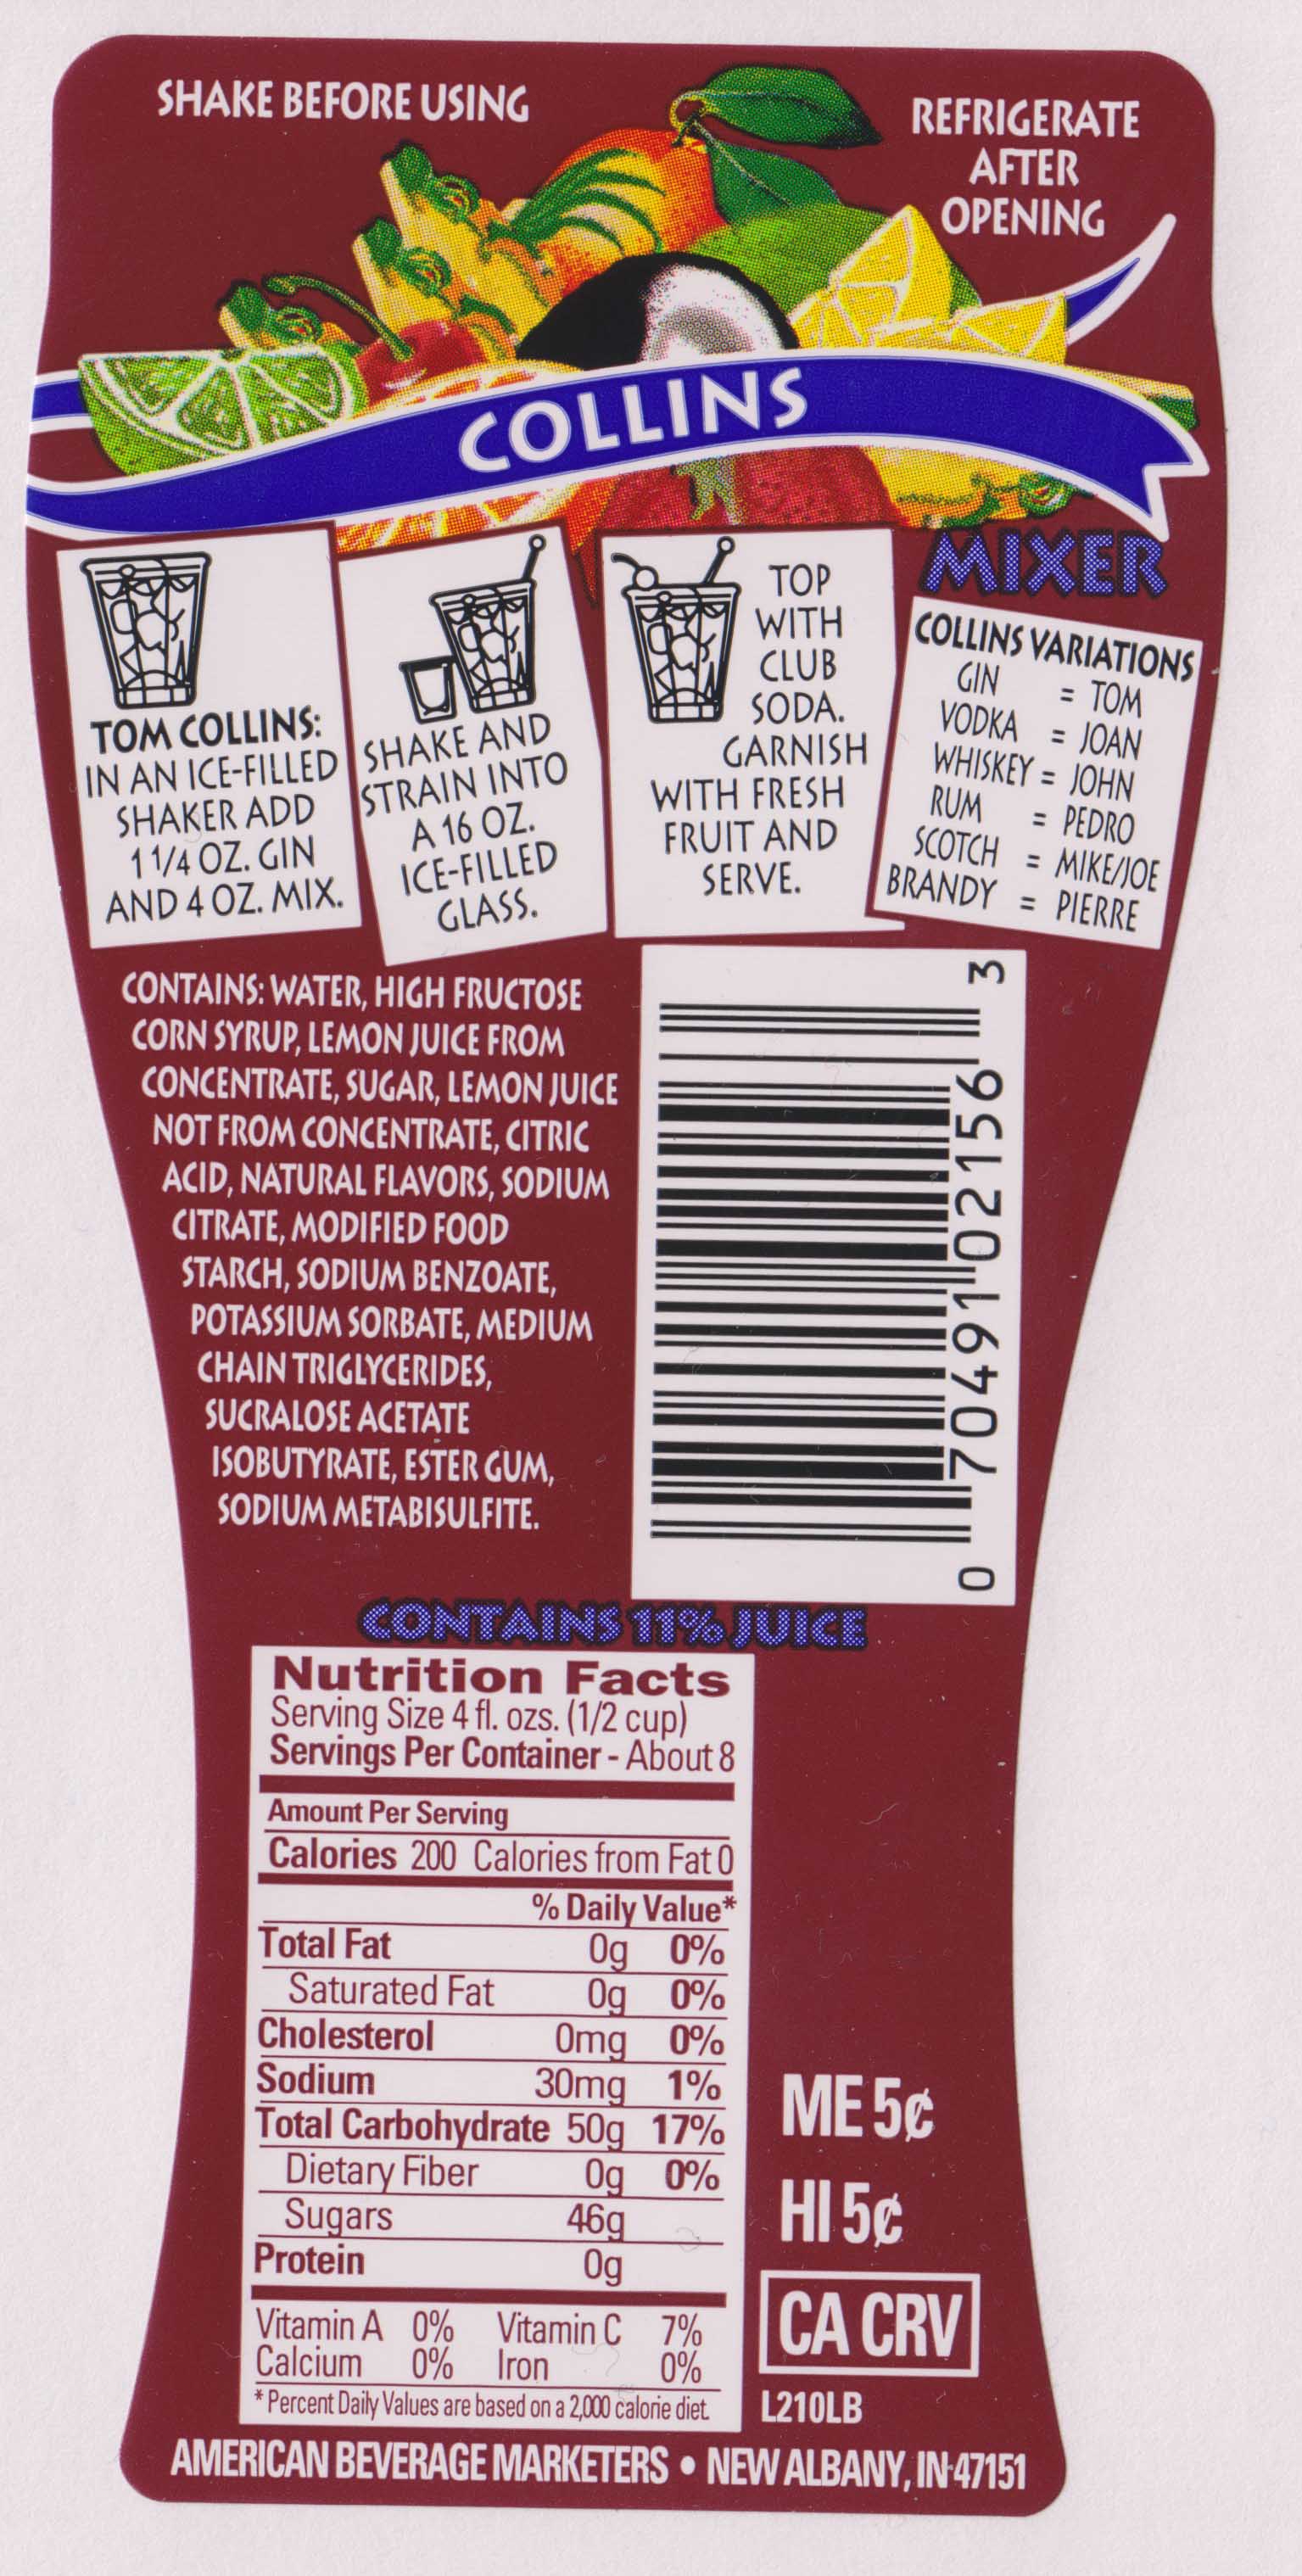 SHAKE BEFORE USING
REFRIGERATE
AFTER
OPENING
COLLINS
MIXER
TOM COLLINS:
IN AN ICE-FILLED
SHAKER ADD
1 1/4 OZ. GIN
AND 4 OZ. MIX.
SHAKE AND
STRAIN INTO
A 16 OZ.
ICE-FILLED
GLASS.
TOP
WITH
CLUB
SODA.
GARNISH
WITH FRESH
FRUIT AND
SERVE.
COLLINS VARIATIONS
GIN = TOM
VODKA = JOAN
WHISKEY = JOHN
RUM = PEDRO
SCOTCH = MIKE/JOE
BRANDY = PIERRE
CONTAINS: WATER, HIGH FRUCTOSE
CORN SYRUP, LEMON JUICE FROM
CONCENTRATE, SUGAR, LEMON JUICE
NOT FROM CONCENTRATE, CITRIC
ACID, NATURAL FLAVORS, SODIUM
CITRATE, MODIFIED FOOD
STARCH, SODIUM BENZOATE,
POTASSIUM SORBATE, MEDIUM
CHAIN TRIGLYCERIDES,
SUCRALOSE ACETATE
ISOBUTYRATE, ESTER GUM,
SODIUM METABISULFITE.
0 70491 02156 3
CONTAINS 11% JUICE
Nutrition Facts
Serving Size 4 fl. ozs. (1/2 cup)
Servings Per Container - About 8
Amount Per Serving
Calories 200 Calories from Fat 0
% Daily Value*
Total Fat 0g 0%
Saturated Fat 0g 0%
Cholesterol 0mg 0%
Sodium 30mg 1%
Total Carbohydrate 50g 17%
Dietary Fiber 0g 0%
Sugars 46g
Protein 0g
Vitamin A 0% Vitamin C 7%
Calcium 0% Iron 0%
* Percent Daily Values are based on a 2,000 calorie diet.
ME 5¢
HI 5¢
CA CRV
L210LB
AMERICAN BEVERAGE MARKETERS • NEW ALBANY, IN 47151